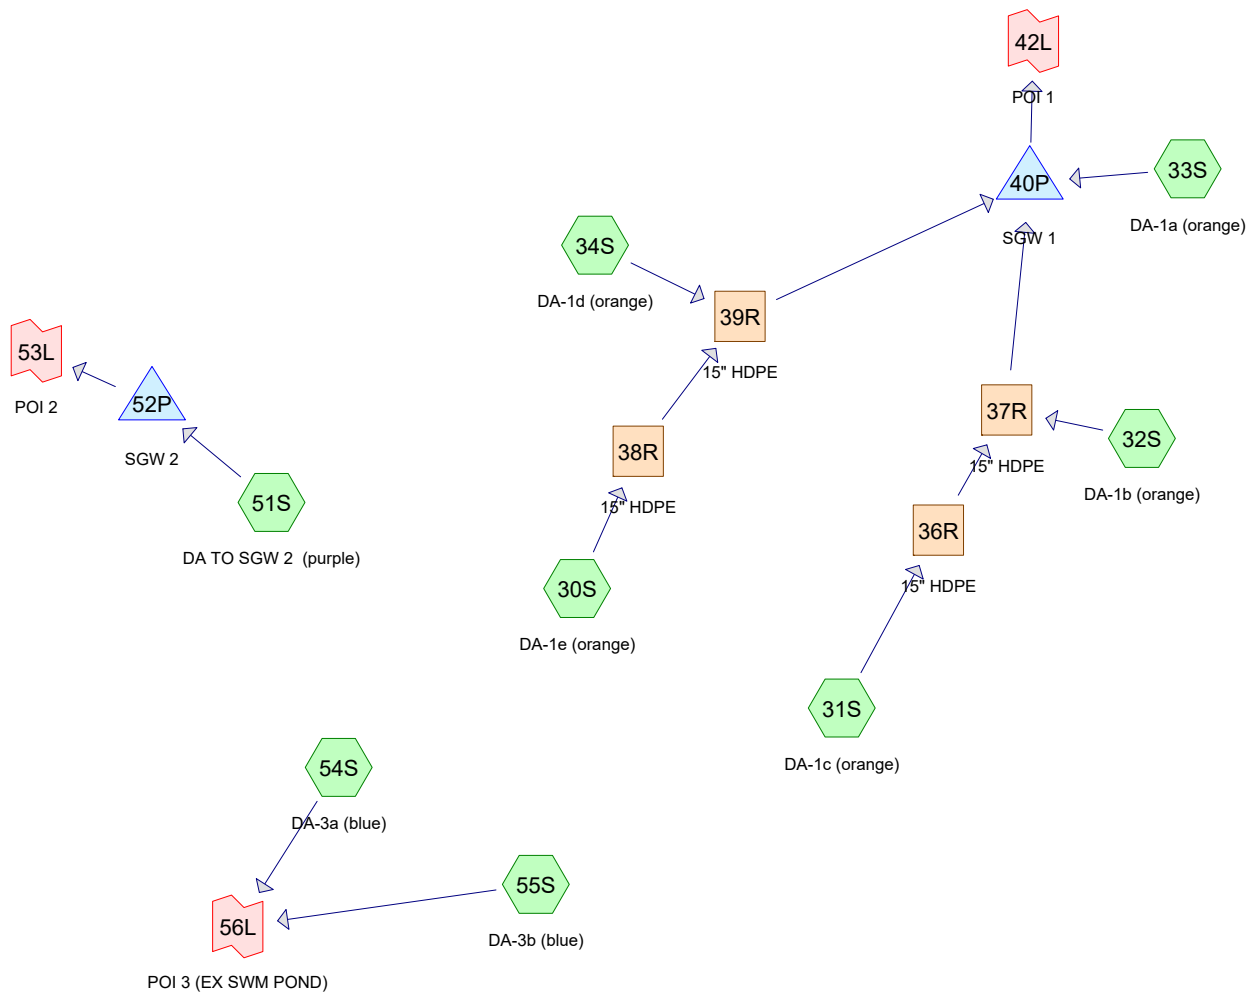 42L
POI 1
40P
SGW 1
33S
DA-1a (orange)
34S
DA-1d (orange)
39R
15" HDPE
53L
POI 2
52P
SGW 2
51S
DA TO SGW 2  (purple)
38R
15" HDPE
37R
15" HDPE
32S
DA-1b (orange)
36R
15" HDPE
30S
DA-1e (orange)
31S
DA-1c (orange)
54S
DA-3a (blue)
55S
DA-3b (blue)
56L
POI 3 (EX SWM POND)